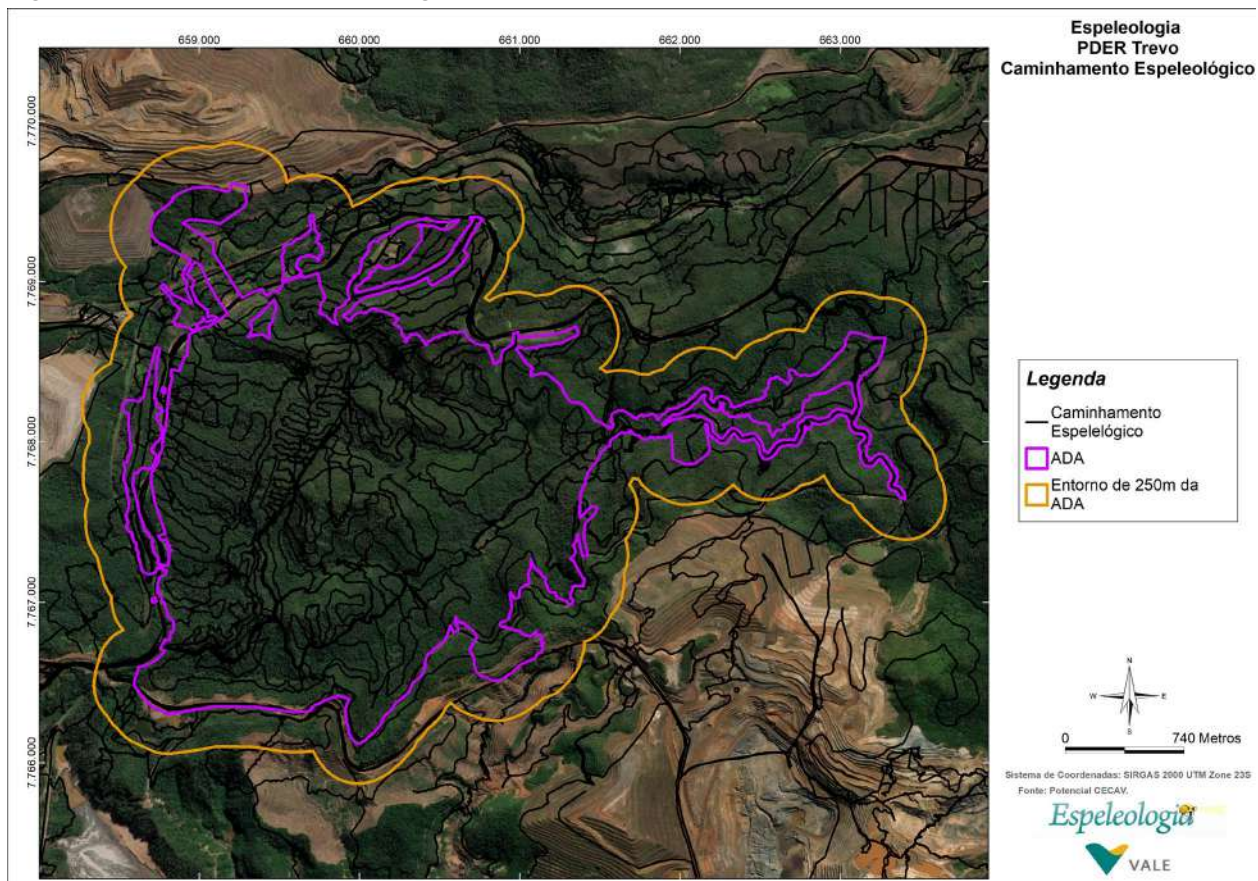 Espeleologia
PDER Trevo
Caminhamento Espeleológico
659.000 660.000 661.000 662.000 663.000
7.770.000
7.769.000
7.768.000
7.767.000
7.766.000
Legenda
Caminhamento
Espelelógico
ADA
Entorno de 250m da
ADA
N
W E
S
0 740 Metros
Sistema de Coordenadas: SIRGAS 2000 UTM Zone 23S
Fonte: Potencial CECAV.
Espeleologia
VALE